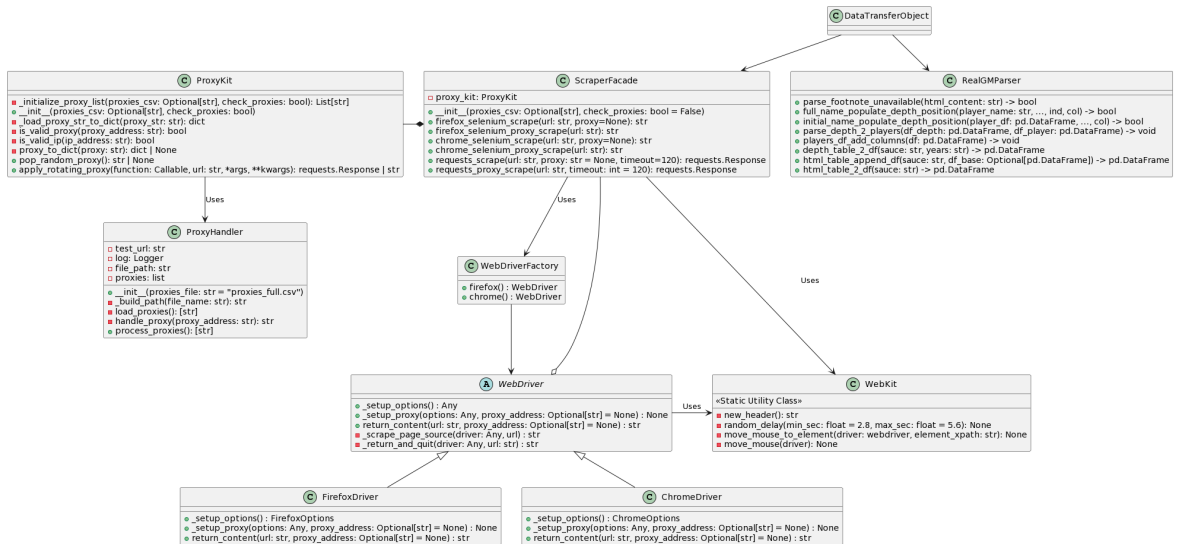 C DataTransferObject
C ProxyKit
_initialize_proxy_list(proxies_csv: Optional[str], check_proxies: bool): List[str]
__init__(proxies_csv: Optional[str], check_proxies: bool)
_load_proxy_str_to_dict(proxy_str: str): dict
is_valid_proxy(proxy_address: str): bool
is_valid_ip(ip_address: str): bool
proxy_to_dict(proxy: str): dict | None
pop_random_proxy(): str | None
apply_rotating_proxy(function: Callable, url: str, *args, **kwargs): requests.Response | str
C ScraperFacade
proxy_kit: ProxyKit
__init__(proxies_csv: Optional[str], check_proxies: bool = False)
firefox_selenium_scrape(url: str, proxy=None): str
firefox_selenium_proxy_scrape(url: str): str
chrome_selenium_scrape(url: str, proxy=None): str
chrome_selenium_proxy_scrape(url: str): str
requests_scrape(url: str, proxy: str = None, timeout=120): requests.Response
requests_proxy_scrape(url: str, timeout: int = 120): requests.Response
C RealGMParser
parse_footnote_unavailable(html_content: str) -> bool
full_name_populate_depth_position(player_name: str, ..., ind, col) -> bool
initial_name_populate_depth_position(player_df: pd.DataFrame, ..., col) -> bool
parse_depth_2_players(df_depth: pd.DataFrame, df_player: pd.DataFrame) -> void
players_df_add_columns(df: pd.DataFrame) -> void
depth_table_2_df(sauce: str, years: str) -> pd.DataFrame
html_table_append_df(sauce: str, df_base: Optional[pd.DataFrame]) -> pd.DataFrame
html_table_2_df(sauce: str) -> pd.DataFrame
Uses
Uses
Uses
C ProxyHandler
test_url: str
log: Logger
file_path: str
proxies: list
__init__(proxies_file: str = "proxies_full.csv")
_build_path(file_name: str): str
load_proxies(): [str]
handle_proxy(proxy_address: str): str
process_proxies(): [str]
C WebDriverFactory
firefox() : WebDriver
chrome() : WebDriver
A WebDriver
_setup_options() : Any
_setup_proxy(options: Any, proxy_address: Optional[str] = None) : None
return_content(url: str, proxy_address: Optional[str] = None) : str
_scrape_page_source(driver: Any, url) : str
_return_and_quit(driver: Any, url: str) : str
Uses
C WebKit
«Static Utility Class»
new_header(): str
random_delay(min_sec: float = 2.8, max_sec: float = 5.6): None
move_mouse_to_element(driver: webdriver, element_xpath: str): None
move_mouse(driver): None
C FirefoxDriver
_setup_options() : FirefoxOptions
_setup_proxy(options: Any, proxy_address: Optional[str] = None) : None
return_content(url: str, proxy_address: Optional[str] = None) : str
C ChromeDriver
_setup_options() : ChromeOptions
_setup_proxy(options: Any, proxy_address: Optional[str] = None) : None
return_content(url: str, proxy_address: Optional[str] = None) : str